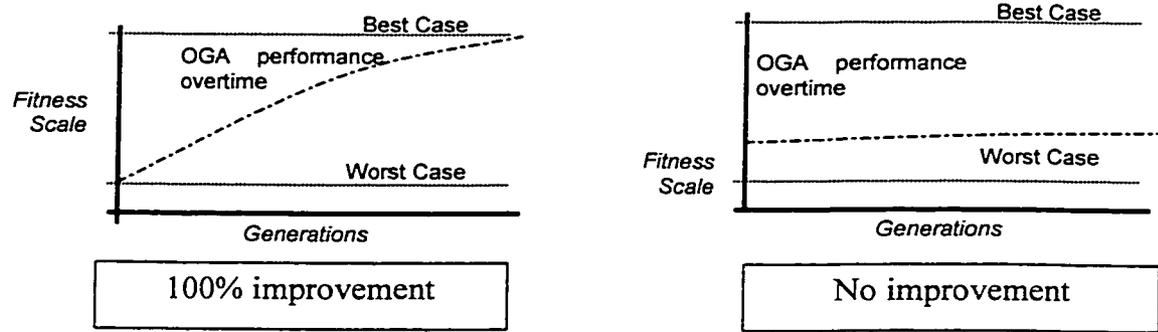 Best Case
OGA performance
overtime
Fitness
Scale
Worst Case
Generations
100% improvement
Best Case
OGA performance
overtime
Fitness
Scale
Worst Case
Generations
No improvement